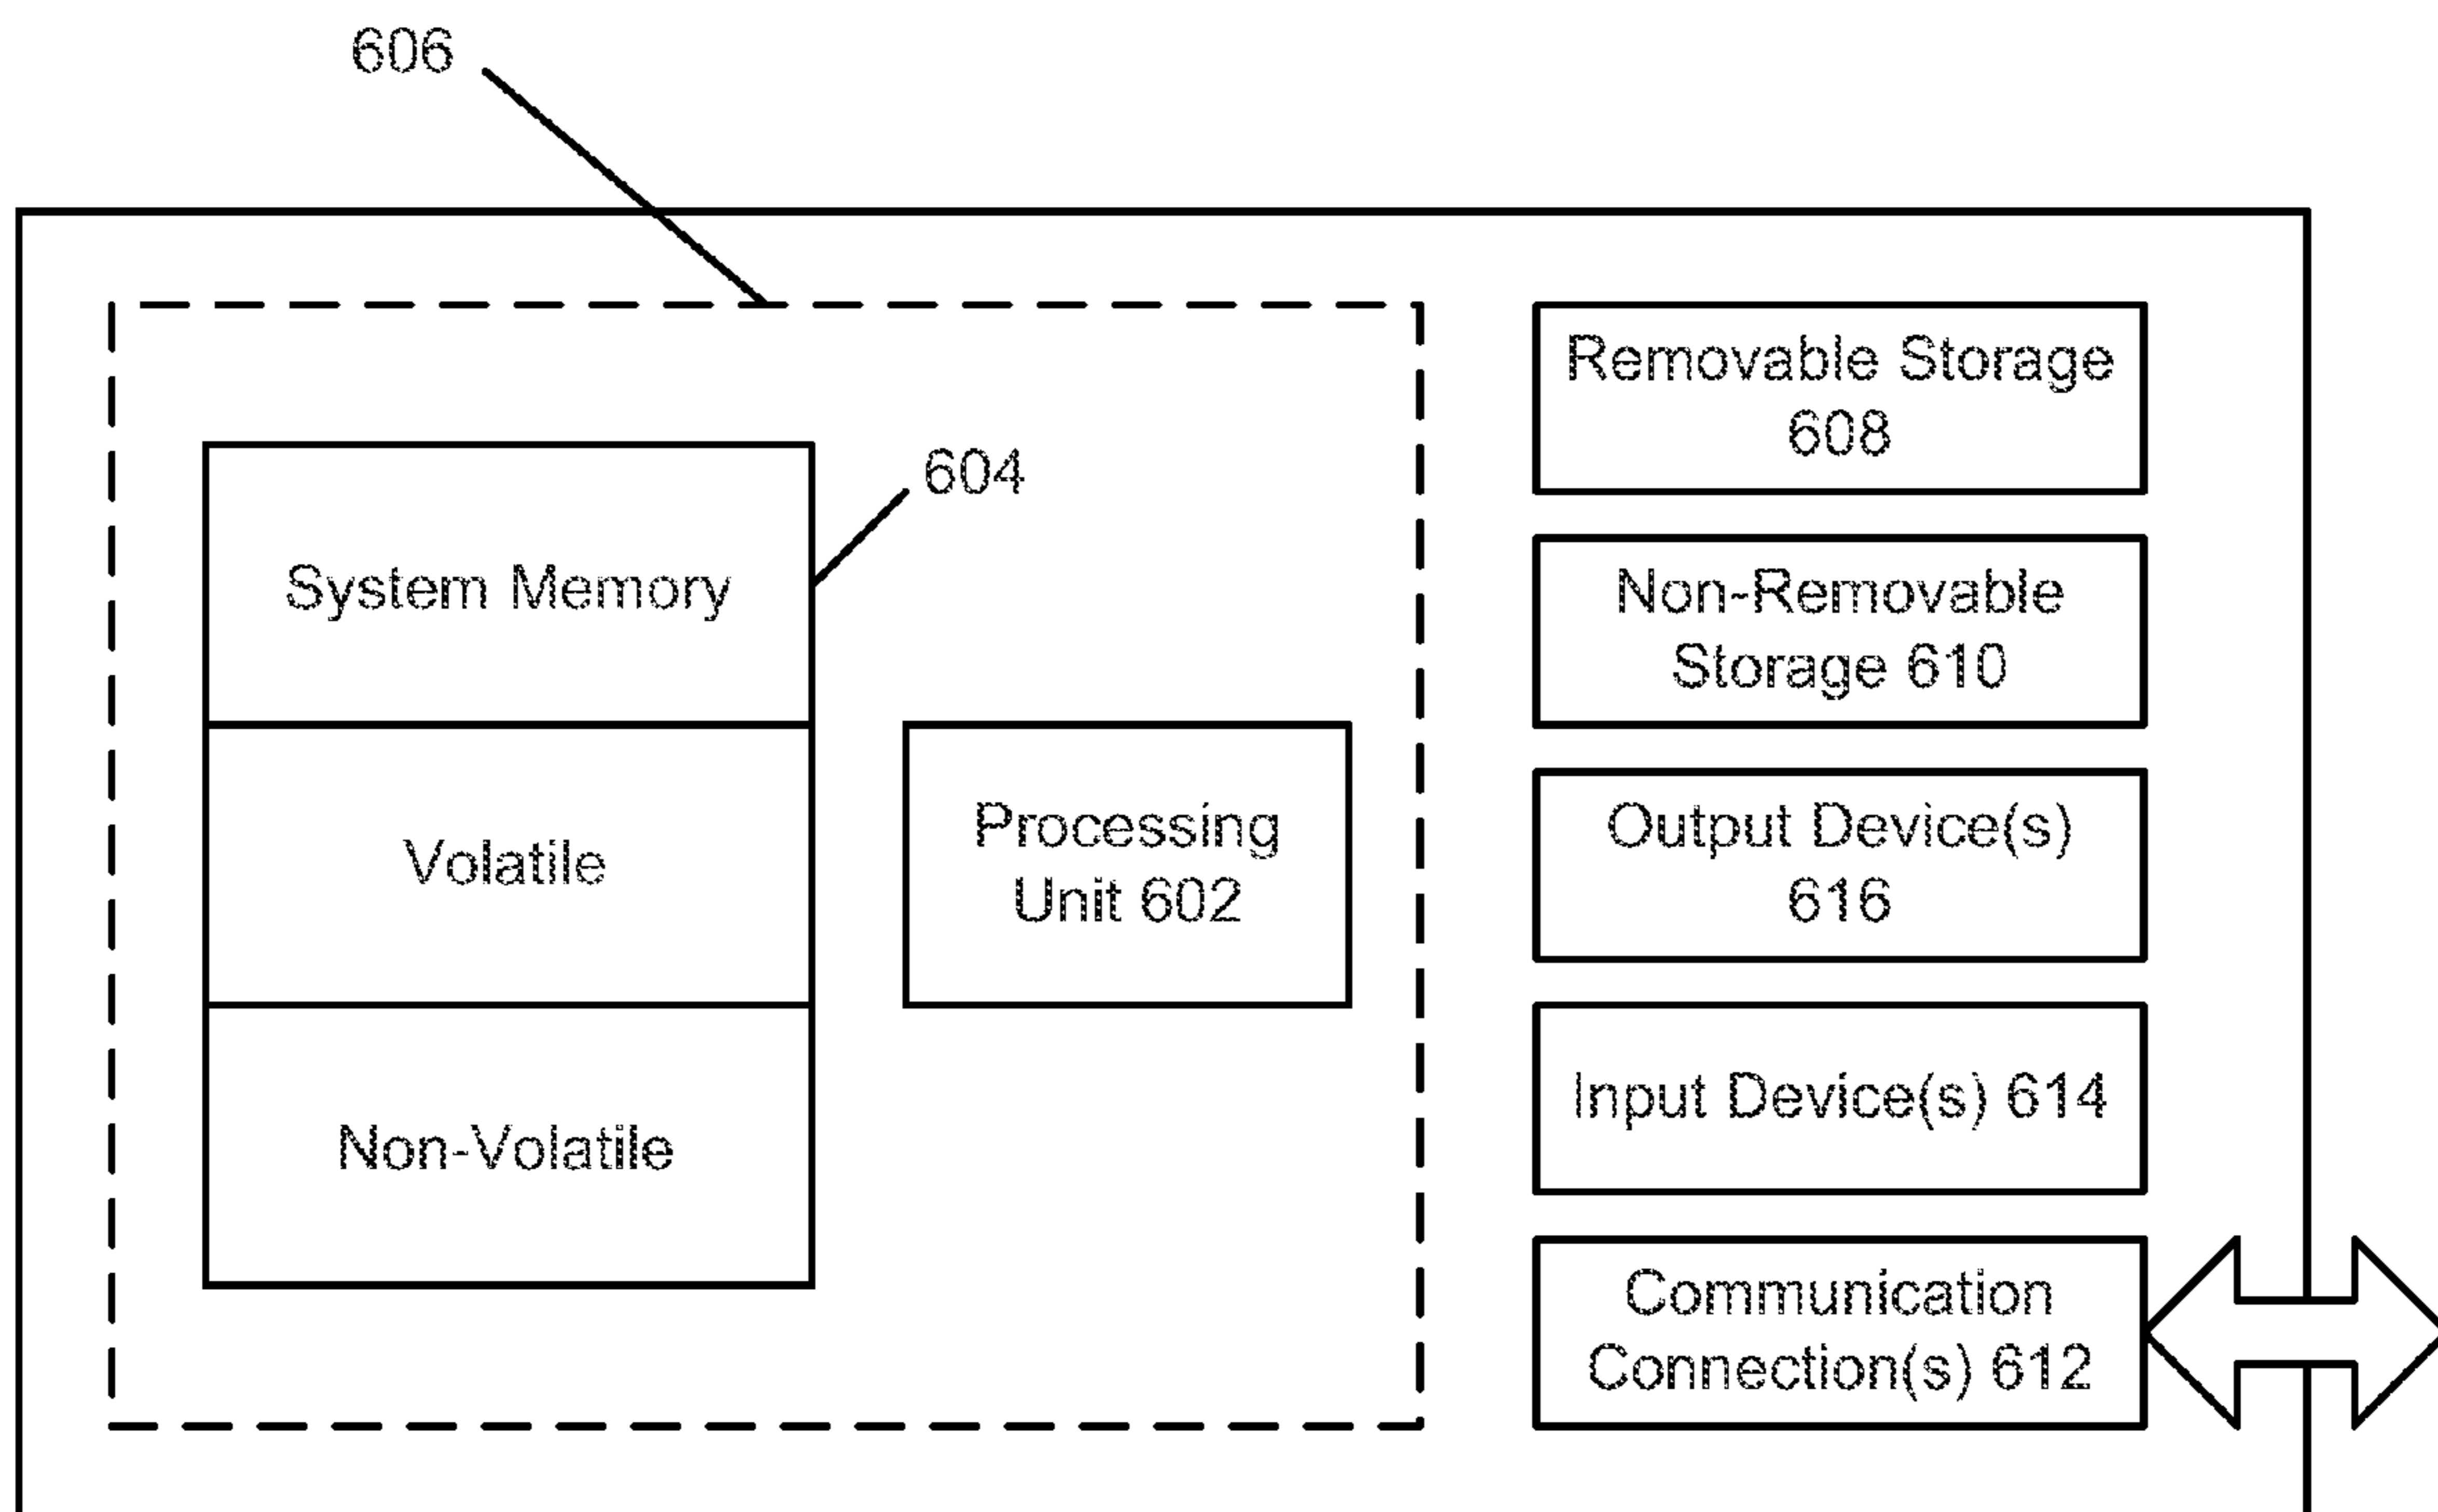 606
604
System Memory
Volatile
Non-Volatile
Processing
Unit 602
Removable Storage
608
Non-Removable
Storage 610
Output Device(s)
616
Input Device(s) 614
Communication
Connection(s) 612